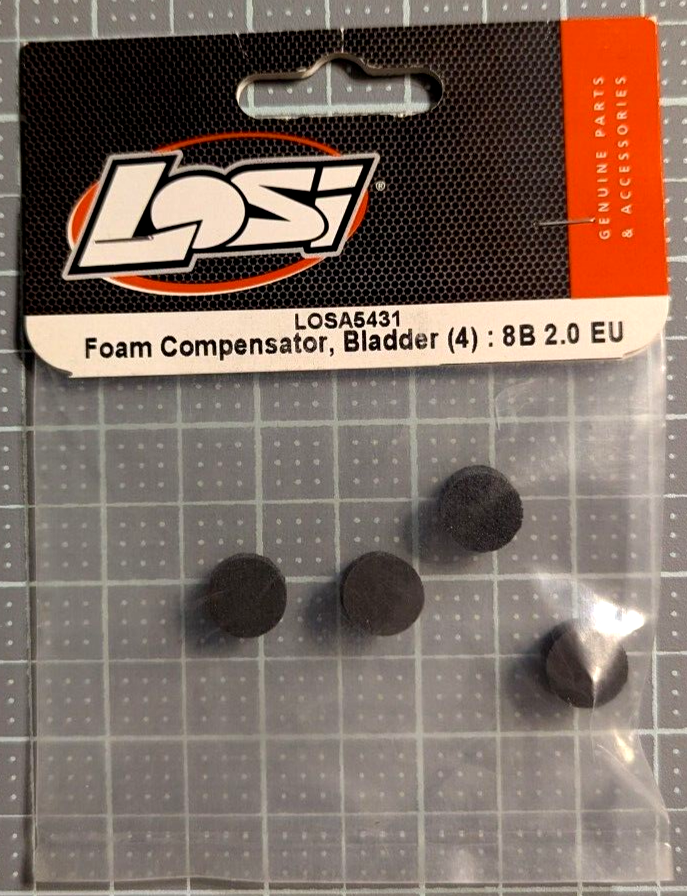 LOSi
®
GENUINE PARTS
& ACCESSORIES
LOSA5431
Foam Compensator, Bladder (4) : 8B 2.0 EU